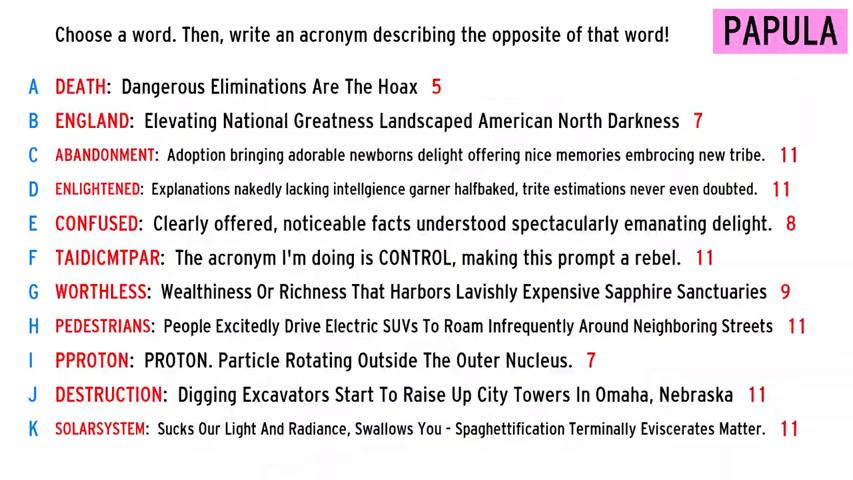 Choose a word. Then, write an acronym describing the opposite of that word!
PAPULA
A DEATH: Dangerous Eliminations Are The Hoax 5
B ENGLAND: Elevating National Greatness Landscaped American North Darkness 7
C ABANDONMENT: Adoption bringing adorable newborns delight offering nice memories embrocing new tribe. 11
D ENLIGHTENED: Explanations nakedly lacking intellgience garner halfbaked, trite estimations never even doubted. 11
E CONFUSED: Clearly offered, noticeable facts understood spectacularly emanating delight. 8
F TAIDICMTPAR: The acronym I'm doing is CONTROL, making this prompt a rebel. 11
G WORTHLESS: Wealthiness Or Richness That Harbors Lavishly Expensive Sapphire Sanctuaries 9
H PEDESTRIANS: People Excitedly Drive Electric SUVs To Roam Infrequently Around Neighboring Streets 11
I PPROTON: PROTON. Particle Rotating Outside The Outer Nucleus. 7
J DESTRUCTION: Digging Excavators Start To Raise Up City Towers In Omaha, Nebraska 11
K SOLARSYSTEM: Sucks Our Light And Radiance, Swallows You - Spaghettification Terminally Eviscerates Matter. 11